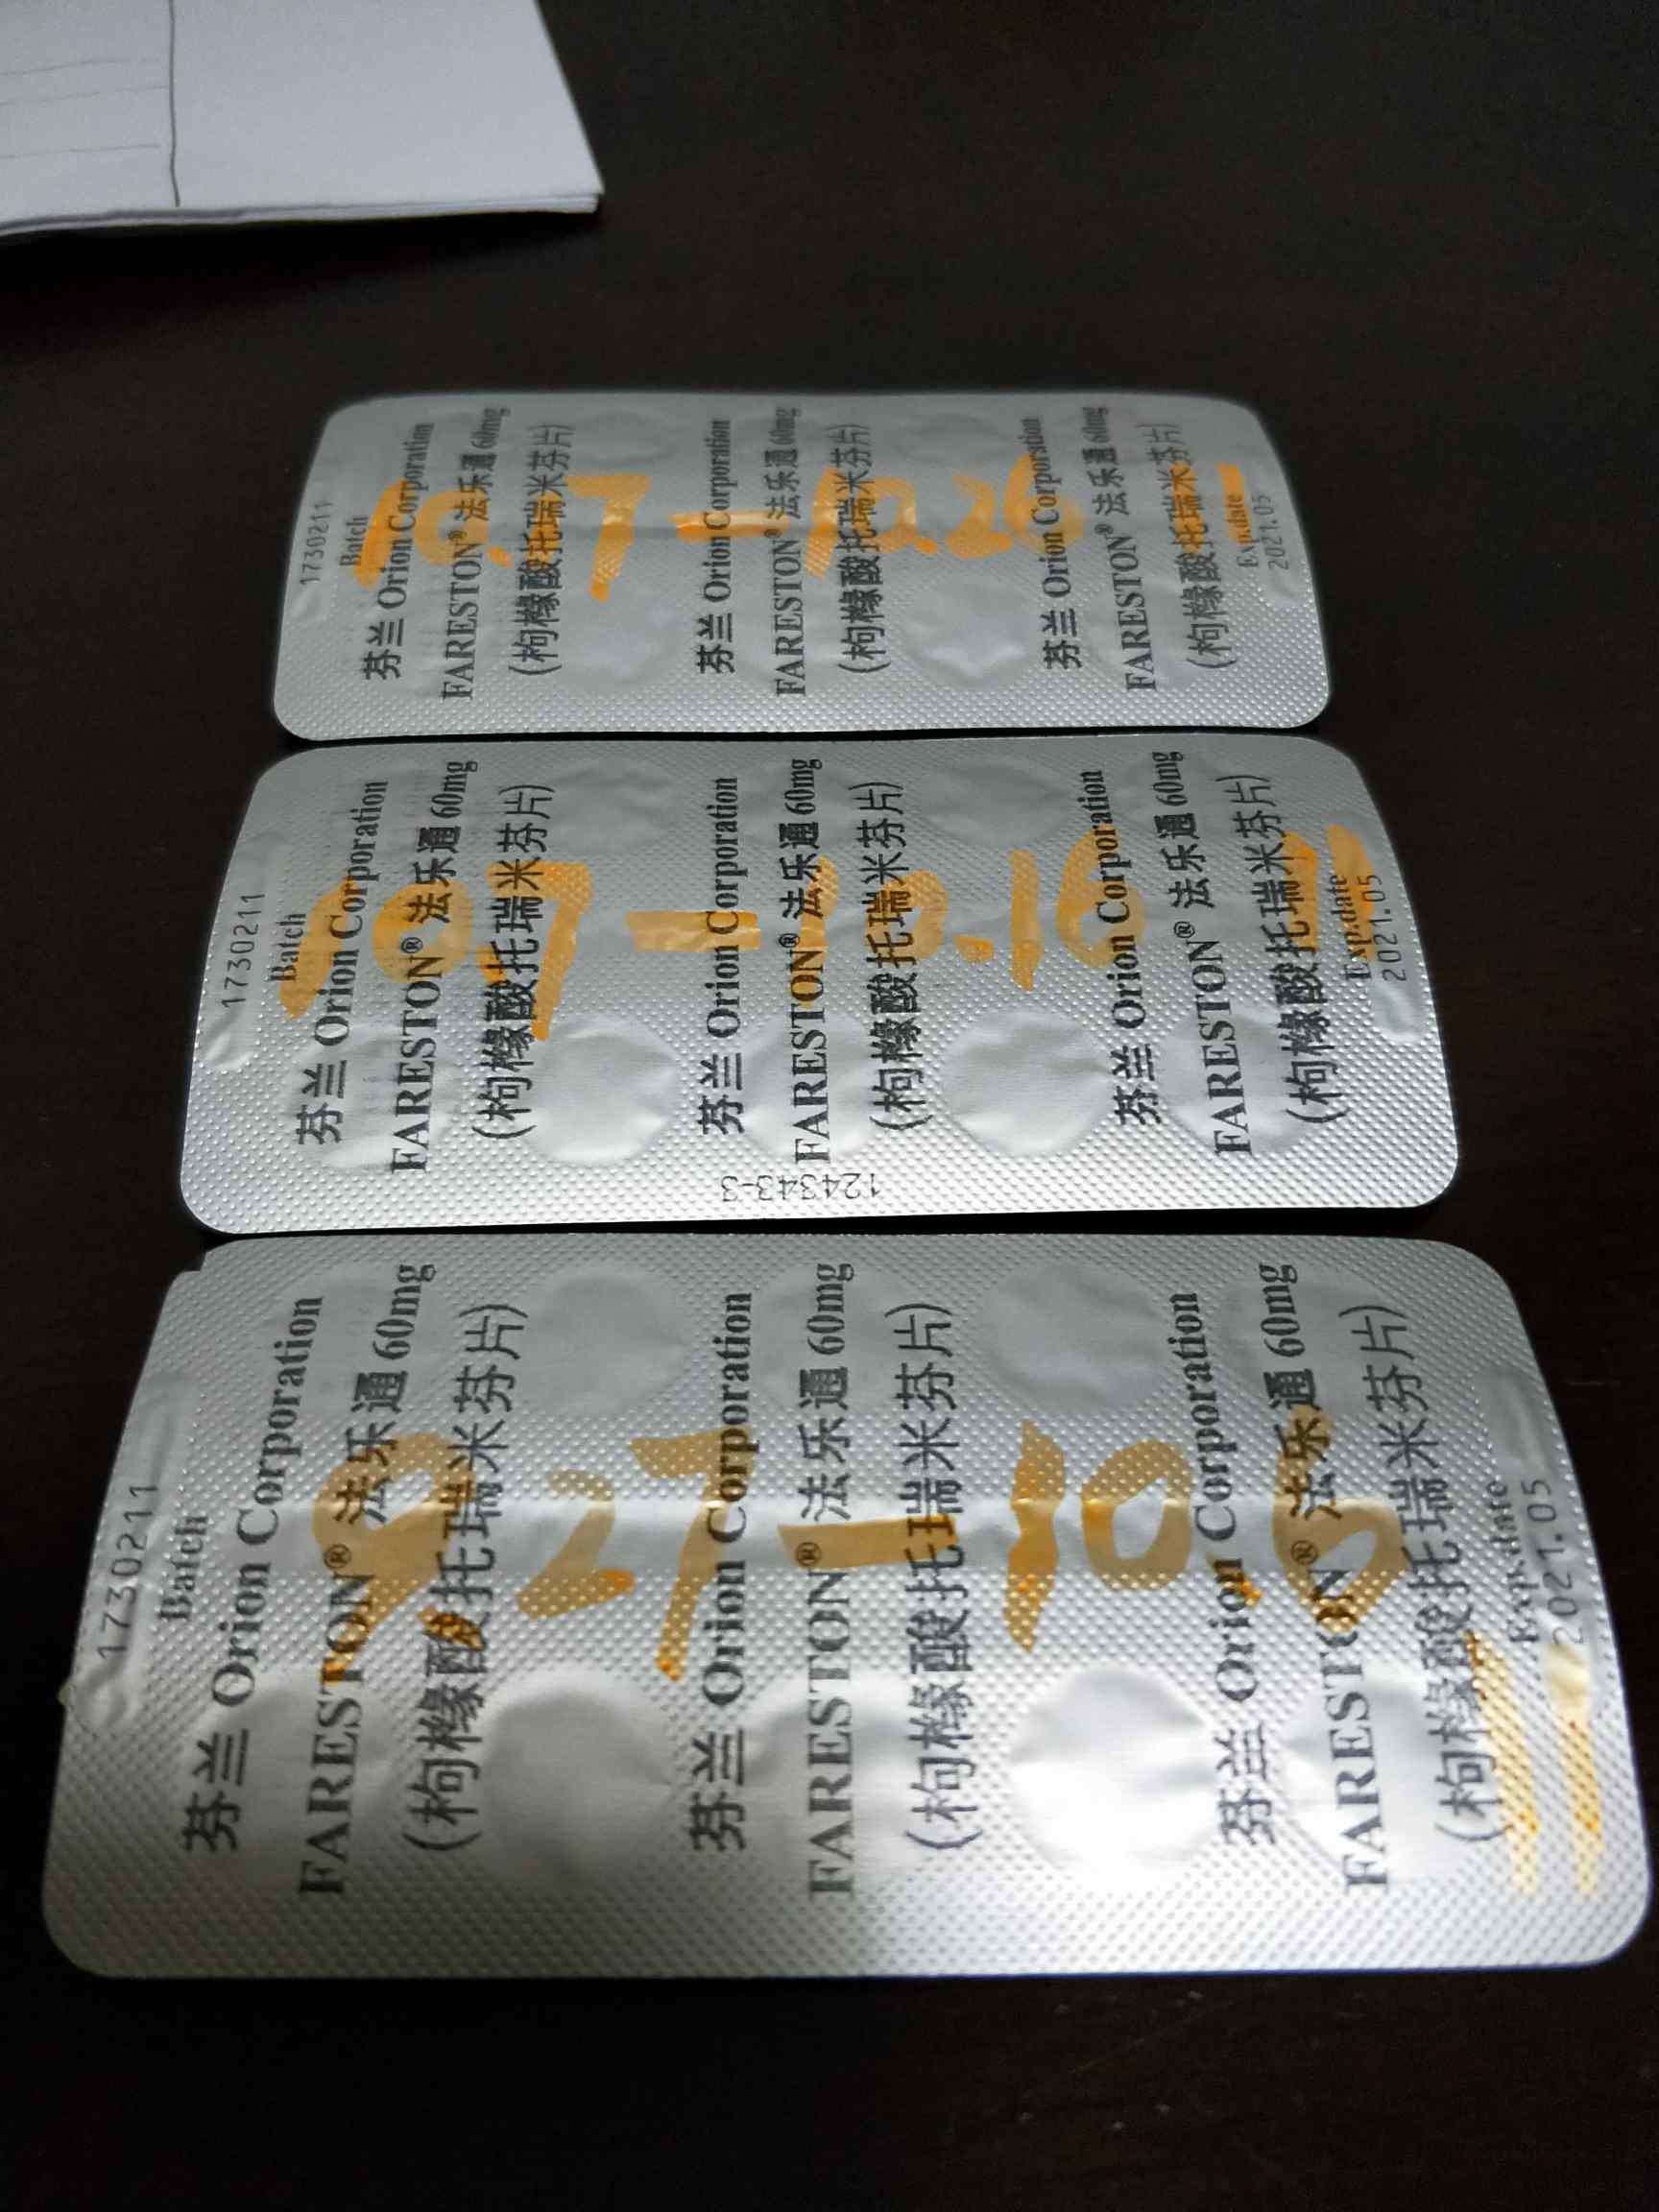 1730211
Batch
芬兰 Orion Corporation
FARESTON® 法乐通 60mg
(枸橼酸托瑞米芬片)
芬兰 Orion Corporation
FARESTON® 法乐通 60mg
(枸橼酸托瑞米芬片)
芬兰 Orion Corporation
FARESTON® 法乐通 60mg
(枸橼酸托瑞米芬片)
Exp.date
2021.05
10.7-10.26
1730211
Batch
芬兰 Orion Corporation
FARESTON® 法乐通 60mg
(枸橼酸托瑞米芬片)
芬兰 Orion Corporation
FARESTON® 法乐通 60mg
(枸橼酸托瑞米芬片)
芬兰 Orion Corporation
FARESTON® 法乐通 60mg
(枸橼酸托瑞米芬片)
Exp.date
2021.05
124343-3
10.7-10.16
1730211
Batch
芬兰 Orion Corporation
FARESTON® 法乐通 60mg
(枸橼酸托瑞米芬片)
芬兰 Orion Corporation
FARESTON® 法乐通 60mg
(枸橼酸托瑞米芬片)
芬兰 Orion Corporation
FARESTON® 法乐通 60mg
(枸橼酸托瑞米芬片)
Exp.date
2021.05
9.27-10.6